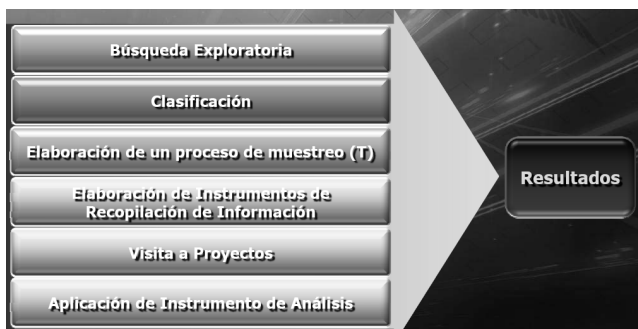 Búsqueda Exploratoria
Clasificación
Elaboración de un proceso de muestreo (T)
Elaboración de Instrumentos de
Recopilación de Información
Visita a Proyectos
Aplicación de Instrumento de Análisis
Resultados